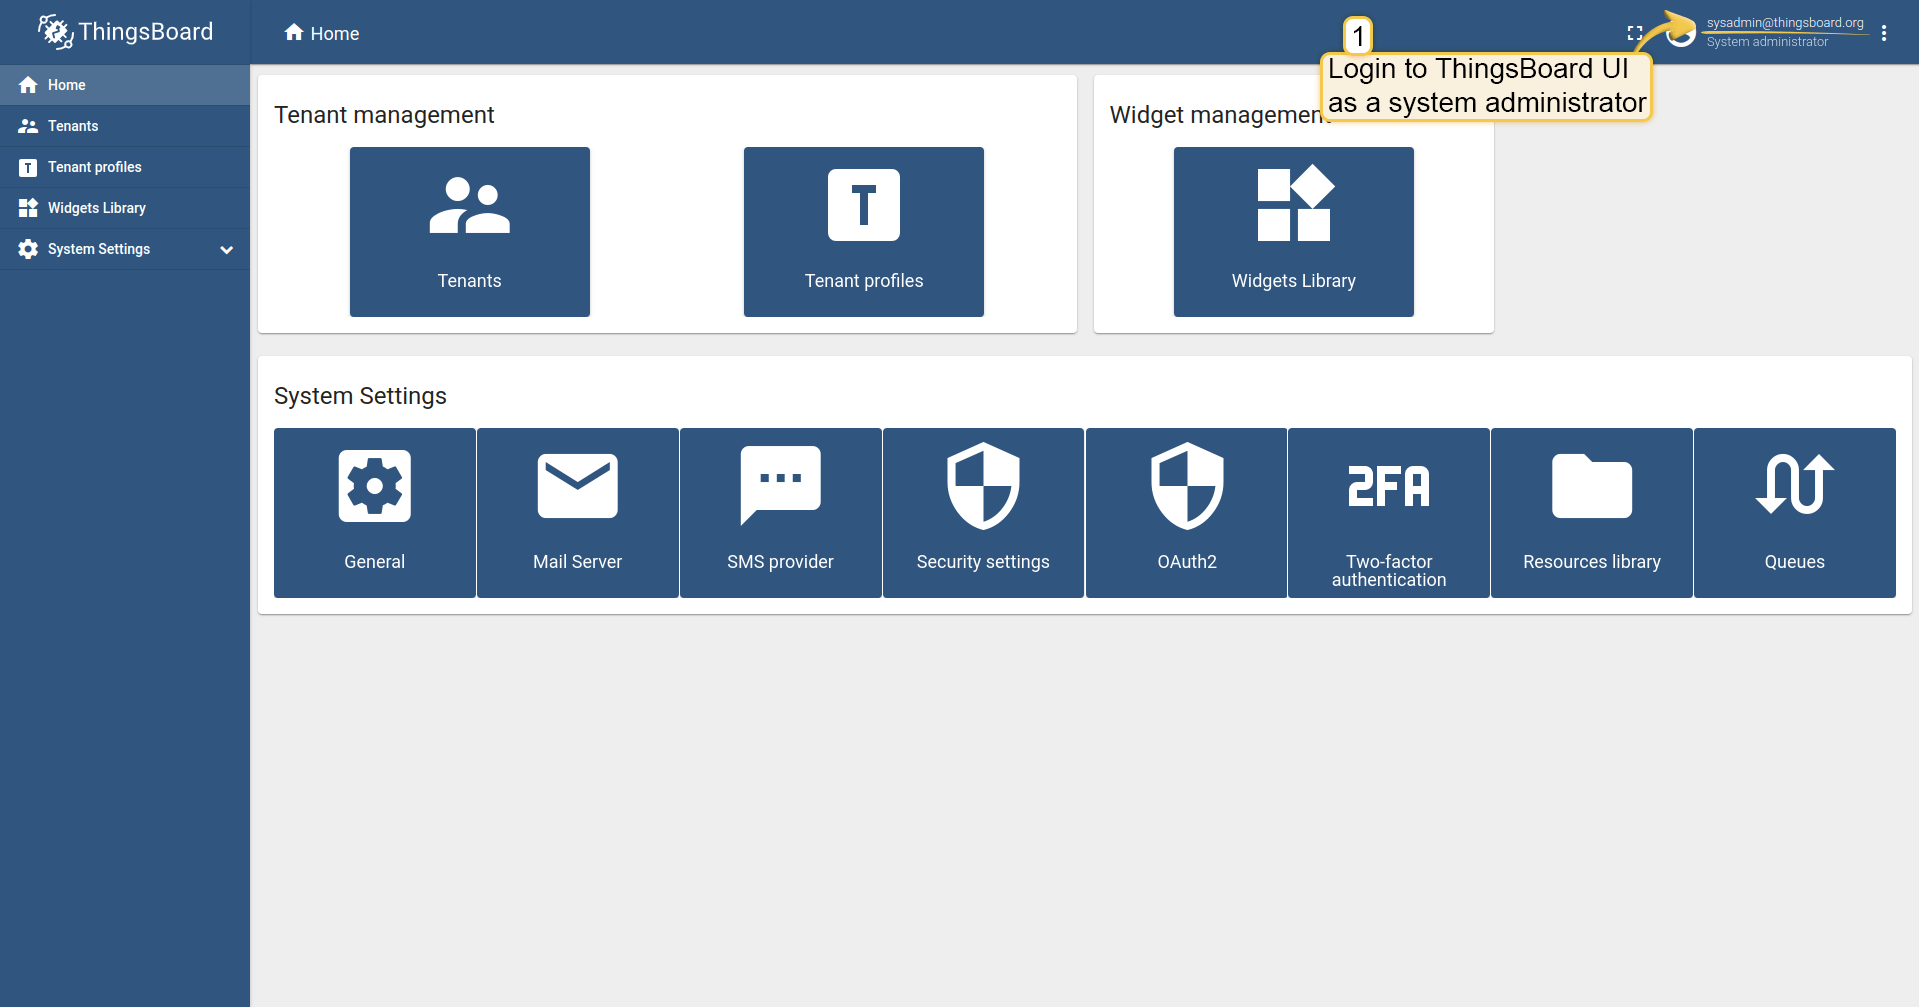 ThingsBoard
Home
sysadmin@thingsboard.org
System administrator
1
Login to ThingsBoard UI
as a system administrator
Home
Tenants
T Tenant profiles
Widgets Library
System Settings
Tenant management
T
Tenants
Tenant profiles
Widget management
Widgets Library
System Settings
2FA
General
Mail Server
SMS provider
Security settings
OAuth2
Two-factor
authentication
Resources library
Queues